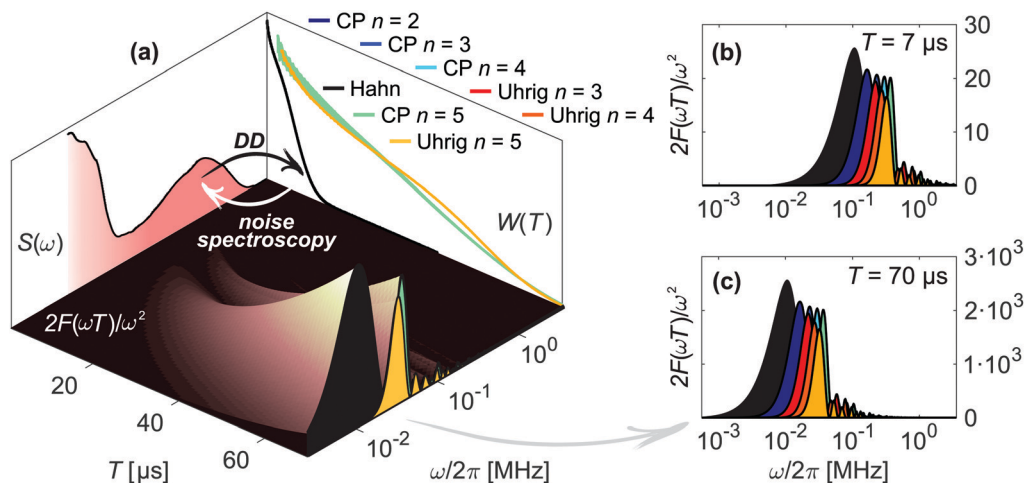 (a)
CP n = 2
CP n = 3
CP n = 4
Hahn
Uhrig n = 3
CP n = 5
Uhrig n = 4
Uhrig n = 5
DD
noise
spectroscopy
S(ω)
W(T)
2F(ωT)/ω²
20
40
60
T [µs]
10⁻²
10⁻¹
10⁰
ω/2π [MHz]
(b)
T = 7 µs
30
20
10
0
2F(ωT)/ω²
10⁻³ 10⁻² 10⁻¹ 10⁰
(c)
T = 70 µs
3·10³
2·10³
1·10³
0
2F(ωT)/ω²
10⁻³ 10⁻² 10⁻¹ 10⁰
ω/2π [MHz]